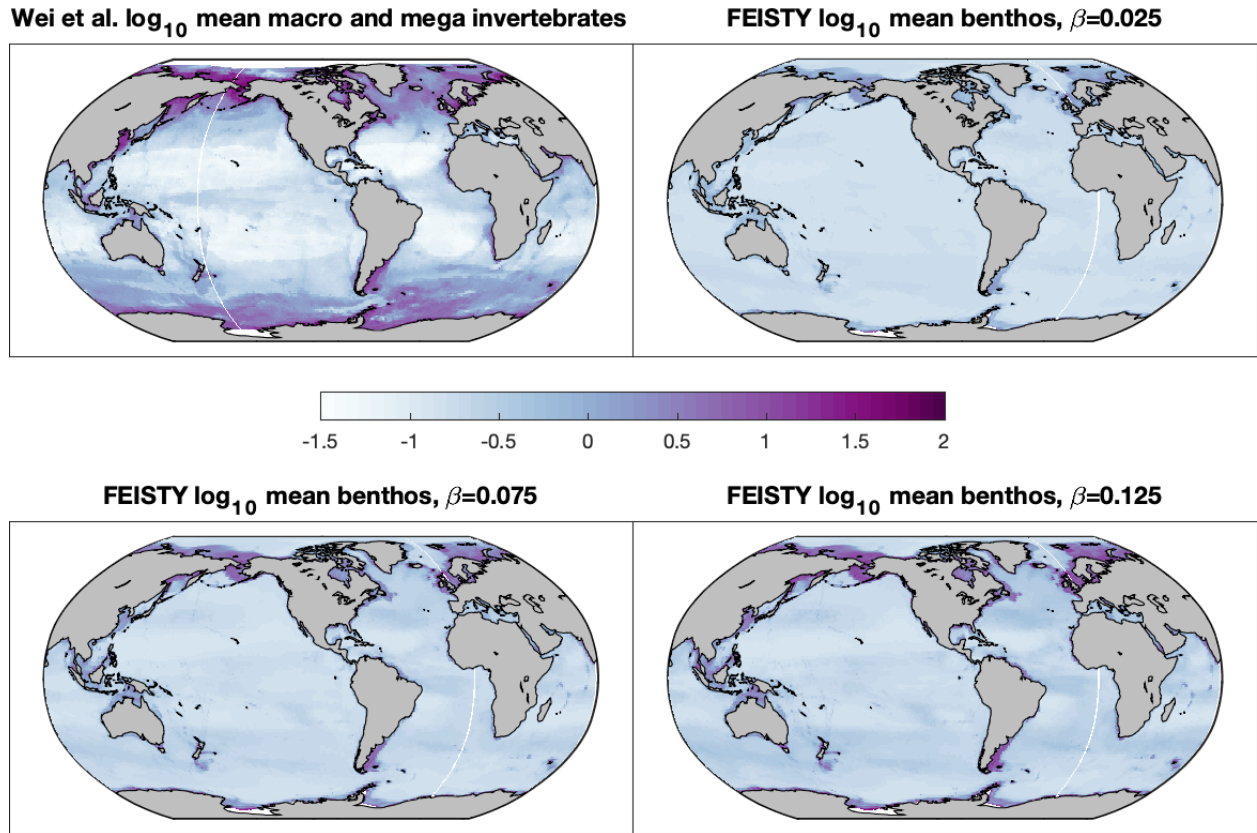 Wei et al. log10 mean macro and mega invertebrates
FEISTY log10 mean benthos, β=0.025
-1.5 -1 -0.5 0 0.5 1 1.5 2
FEISTY log10 mean benthos, β=0.075
FEISTY log10 mean benthos, β=0.125